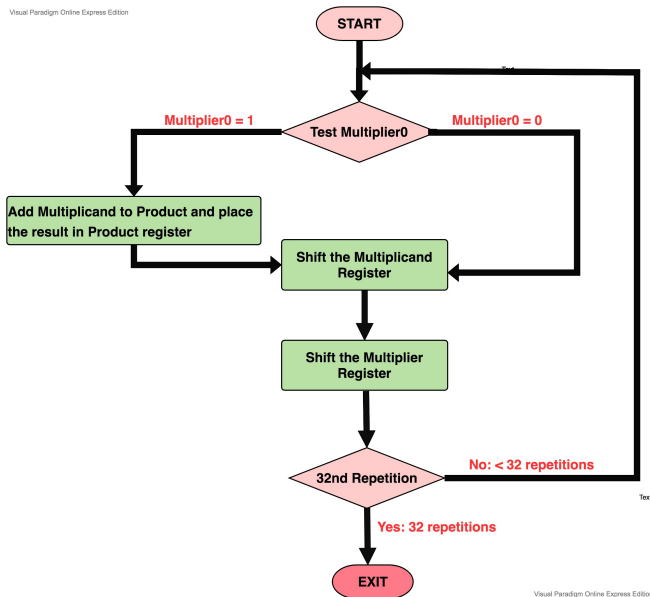 Visual Paradigm Online Express Edition
START
Text
Multiplier0 = 1
Test Multiplier0
Multiplier0 = 0
Add Multiplicand to Product and place
the result in Product register
Shift the Multiplicand
Register
Shift the Multiplier
Register
32nd Repetition
No: < 32 repetitions
Tex
Yes: 32 repetitions
EXIT
Visual Paradigm Online Express Edition